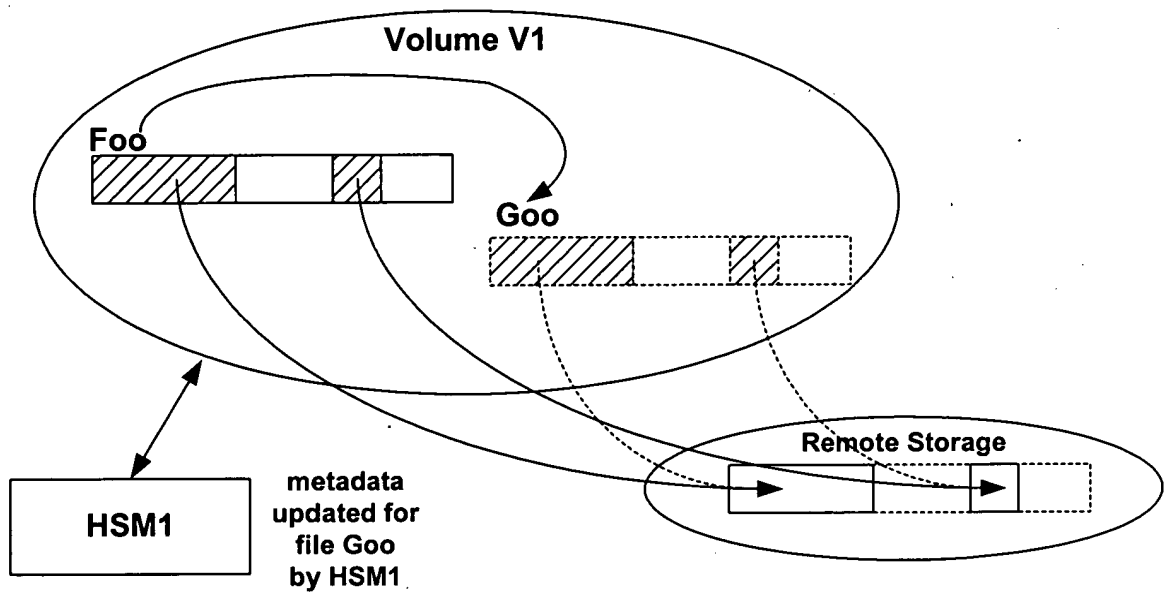 Volume V1
Foo
Goo
Remote Storage
HSM1
metadata
updated for
file Goo
by HSM1